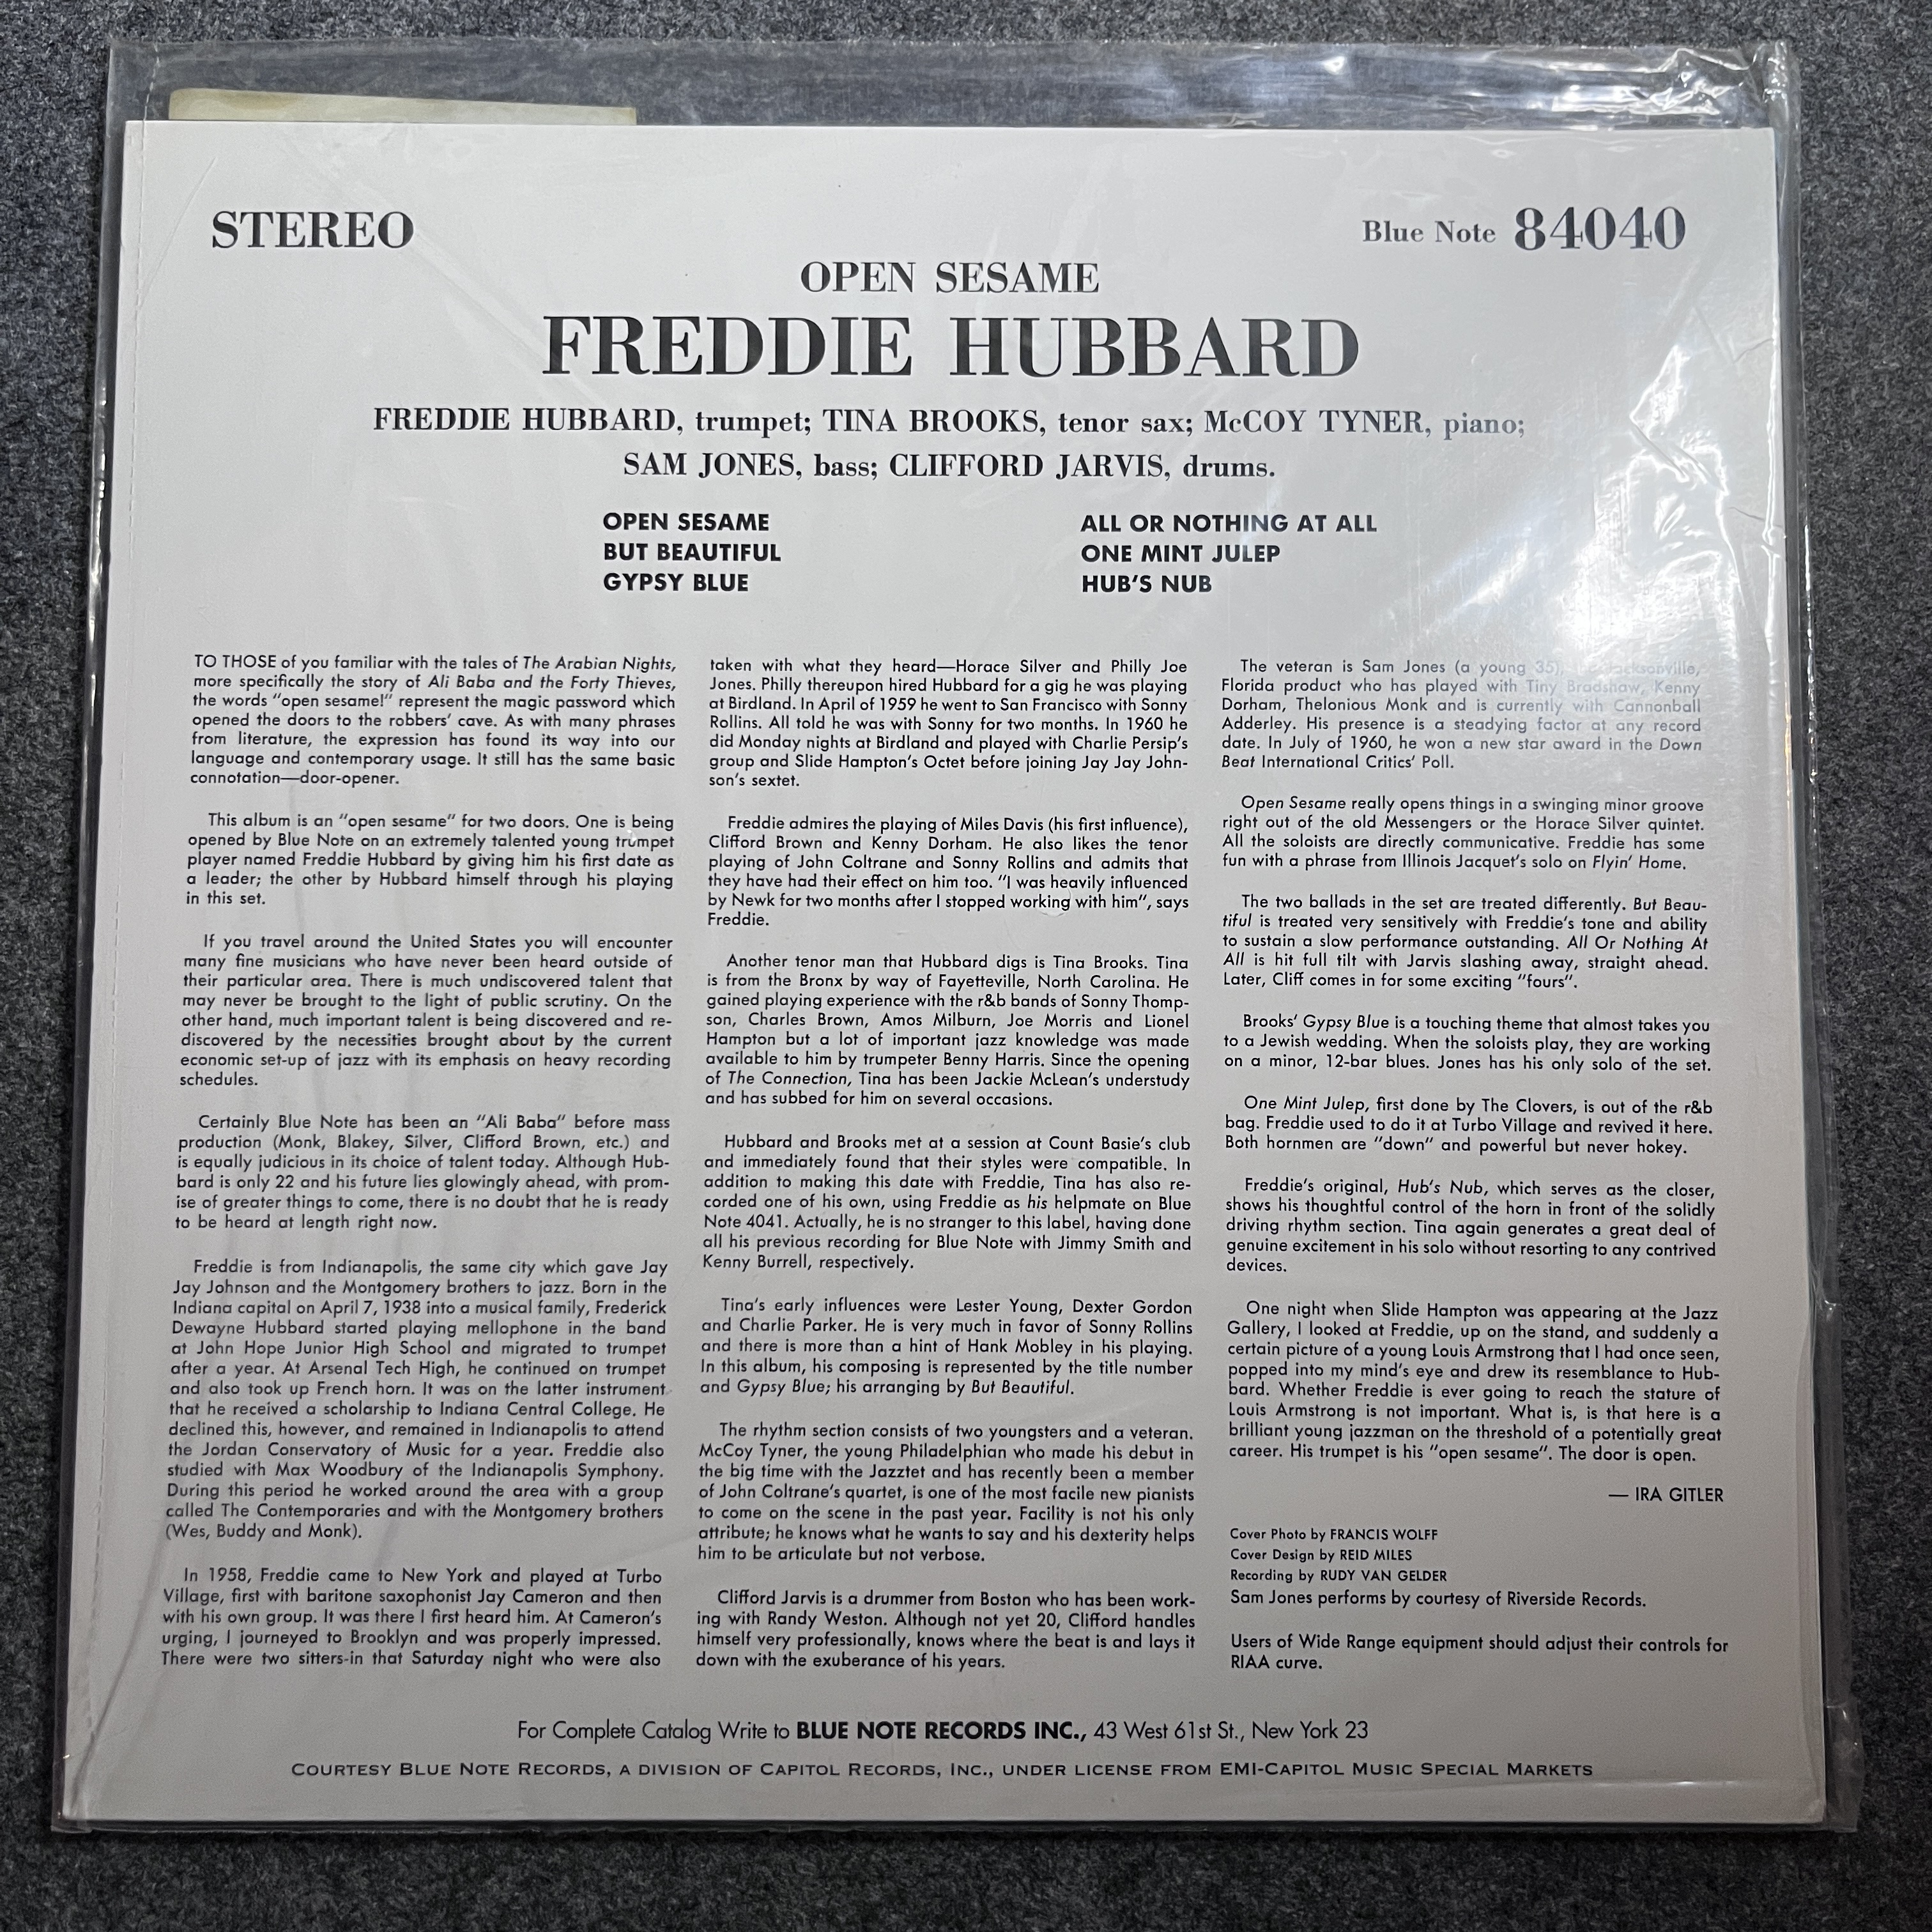 STEREO
Blue Note 84040
OPEN SESAME
FREDDIE HUBBARD
FREDDIE HUBBARD, trumpet; TINA BROOKS, tenor sax; McCOY TYNER, piano;
SAM JONES, bass; CLIFFORD JARVIS, drums.
OPEN SESAME
BUT BEAUTIFUL
GYPSY BLUE
ALL OR NOTHING AT ALL
ONE MINT JULEP
HUB'S NUB
TO THOSE of you familiar with the tales of The Arabian Nights,
more specifically the story of Ali Baba and the Forty Thieves,
the words "open sesame!" represent the magic password which
opened the doors to the robbers' cave. As with many phrases
from literature, the expression has found its way into our
language and contemporary usage. It still has the same basic
connotation—door-opener.
This album is an "open sesame" for two doors. One is being
opened by Blue Note on an extremely talented young trumpet
player named Freddie Hubbard by giving him his first date as
a leader; the other by Hubbard himself through his playing
in this set.
If you travel around the United States you will encounter
many fine musicians who have never been heard outside of
their particular area. There is much undiscovered talent that
may never be brought to the light of public scrutiny. On the
other hand, much important talent is being discovered and re-
discovered by the necessities brought about by the current
economic set-up of jazz with its emphasis on heavy recording
schedules.
Certainly Blue Note has been an "Ali Baba" before mass
production (Monk, Blakey, Silver, Clifford Brown, etc.) and
is equally judicious in its choice of talent today. Although Hub-
bard is only 22 and his future lies glowingly ahead, with prom-
ise of greater things to come, there is no doubt that he is ready
to be heard at length right now.
Freddie is from Indianapolis, the same city which gave Jay
Jay Johnson and the Montgomery brothers to jazz. Born in the
Indiana capital on April 7, 1938 into a musical family, Frederick
Dewayne Hubbard started playing mellophone in the band
at John Hope Junior High School and migrated to trumpet
after a year. At Arsenal Tech High, he continued on trumpet
and also took up French horn. It was on the latter instrument
that he received a scholarship to Indiana Central College. He
declined this, however, and remained in Indianapolis to attend
the Jordan Conservatory of Music for a year. Freddie also
studied with Max Woodbury of the Indianapolis Symphony.
During this period he worked around the area with a group
called The Contemporaries and with the Montgomery brothers
(Wes, Buddy and Monk).
In 1958, Freddie came to New York and played at Turbo
Village, first with baritone saxophonist Jay Cameron and then
with his own group. It was there I first heard him. At Cameron's
urging, I journeyed to Brooklyn and was properly impressed.
There were two sitters-in that Saturday night who were also
taken with what they heard—Horace Silver and Philly Joe
Jones. Philly thereupon hired Hubbard for a gig he was playing
at Birdland. In April of 1959 he went to San Francisco with Sonny
Rollins. All told he was with Sonny for two months. In 1960 he
did Monday nights at Birdland and played with Charlie Persip's
group and Slide Hampton's Octet before joining Jay Jay John-
son's sextet.
Freddie admires the playing of Miles Davis (his first influence),
Clifford Brown and Kenny Dorham. He also likes the tenor
playing of John Coltrane and Sonny Rollins and admits that
they have had their effect on him too. "I was heavily influenced
by Newk for two months after I stopped working with him", says
Freddie.
Another tenor man that Hubbard digs is Tina Brooks. Tina
is from the Bronx by way of Fayetteville, North Carolina. He
gained playing experience with the r&b bands of Sonny Thomp-
son, Charles Brown, Amos Milburn, Joe Morris and Lionel
Hampton but a lot of important jazz knowledge was made
available to him by trumpeter Benny Harris. Since the opening
of The Connection, Tina has been Jackie McLean's understudy
and has subbed for him on several occasions.
Hubbard and Brooks met at a session at Count Basie's club
and immediately found that their styles were compatible. In
addition to making this date with Freddie, Tina has also re-
corded one of his own, using Freddie as his helpmate on Blue
Note 4041. Actually, he is no stranger to this label, having done
all his previous recording for Blue Note with Jimmy Smith and
Kenny Burrell, respectively.
Tina's early influences were Lester Young, Dexter Gordon
and Charlie Parker. He is very much in favor of Sonny Rollins
and there is more than a hint of Hank Mobley in his playing.
In this album, his composing is represented by the title number
and Gypsy Blue; his arranging by But Beautiful.
The rhythm section consists of two youngsters and a veteran.
McCoy Tyner, the young Philadelphian who made his debut in
the big time with the Jazztet and has recently been a member
of John Coltrane's quartet, is one of the most facile new pianists
to come on the scene in the past year. Facility is not his only
attribute; he knows what he wants to say and his dexterity helps
him to be articulate but not verbose.
Clifford Jarvis is a drummer from Boston who has been work-
ing with Randy Weston. Although not yet 20, Clifford handles
himself very professionally, knows where the beat is and lays it
down with the exuberance of his years.
The veteran is Sam Jones (a young 35), Jacksonville,
Florida product who has played with Tiny Bradshaw, Kenny
Dorham, Thelonious Monk and is currently with Cannonball
Adderley. His presence is a steadying factor at any record
date. In July of 1960, he won a new star award in the Down
Beat International Critics' Poll.
Open Sesame really opens things in a swinging minor groove
right out of the old Messengers or the Horace Silver quintet.
All the soloists are directly communicative. Freddie has some
fun with a phrase from Illinois Jacquet's solo on Flyin' Home.
The two ballads in the set are treated differently. But Beau-
tiful is treated very sensitively with Freddie's tone and ability
to sustain a slow performance outstanding. All Or Nothing At
All is hit full tilt with Jarvis slashing away, straight ahead.
Later, Cliff comes in for some exciting "fours".
Brooks' Gypsy Blue is a touching theme that almost takes you
to a Jewish wedding. When the soloists play, they are working
on a minor, 12-bar blues. Jones has his only solo of the set.
One Mint Julep, first done by The Clovers, is out of the r&b
bag. Freddie used to do it at Turbo Village and revived it here.
Both hornmen are "down" and powerful but never hokey.
Freddie's original, Hub's Nub, which serves as the closer,
shows his thoughtful control of the horn in front of the solidly
driving rhythm section. Tina again generates a great deal of
genuine excitement in his solo without resorting to any contrived
devices.
One night when Slide Hampton was appearing at the Jazz
Gallery, I looked at Freddie, up on the stand, and suddenly a
certain picture of a young Louis Armstrong that I had once seen,
popped into my mind's eye and drew its resemblance to Hub-
bard. Whether Freddie is ever going to reach the stature of
Louis Armstrong is not important. What is, is that here is a
brilliant young jazzman on the threshold of a potentially great
career. His trumpet is his "open sesame". The door is open.
— IRA GITLER
Cover Photo by FRANCIS WOLFF
Cover Design by REID MILES
Recording by RUDY VAN GELDER
Sam Jones performs by courtesy of Riverside Records.
Users of Wide Range equipment should adjust their controls for
RIAA curve.
For Complete Catalog Write to BLUE NOTE RECORDS INC., 43 West 61st St., New York 23
COURTESY BLUE NOTE RECORDS, A DIVISION OF CAPITOL RECORDS, INC., UNDER LICENSE FROM EMI-CAPITOL MUSIC SPECIAL MARKETS